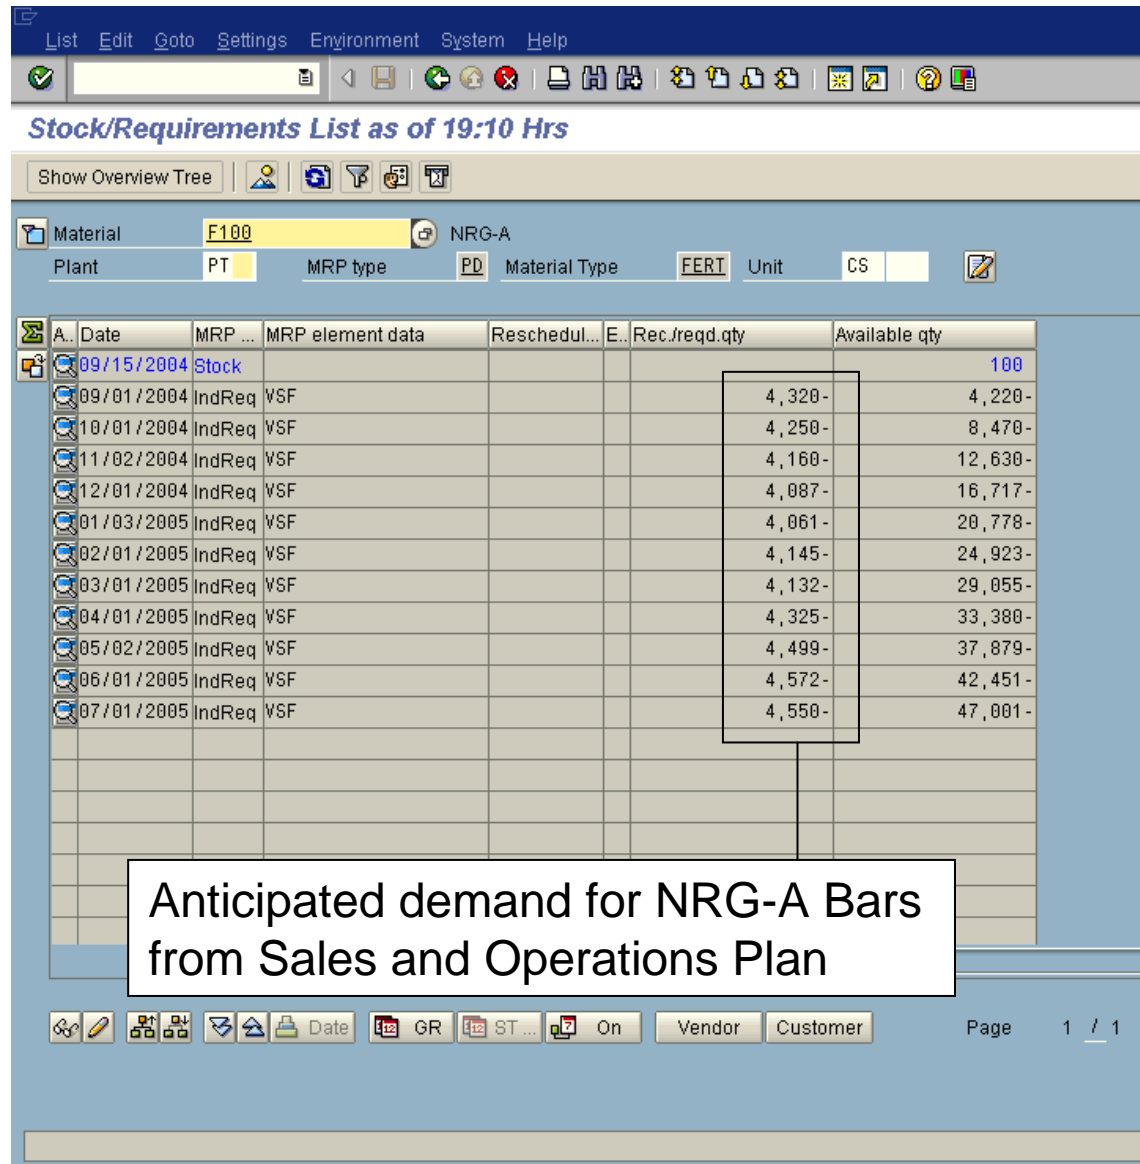 List Edit Goto Settings Environment System Help
Stock/Requirements List as of 19:10 Hrs
Show Overview Tree
Material F100 NRG-A
Plant PT MRP type PD Material Type FERT Unit CS
A.. Date MRP ... MRP element data Reschedul... E.. Rec./reqd.qty Available qty
09/15/2004 Stock 100
09/01/2004 IndReq VSF 4,320- 4,220-
10/01/2004 IndReq VSF 4,250- 8,470-
11/02/2004 IndReq VSF 4,160- 12,630-
12/01/2004 IndReq VSF 4,087- 16,717-
01/03/2005 IndReq VSF 4,061- 20,778-
02/01/2005 IndReq VSF 4,145- 24,923-
03/01/2005 IndReq VSF 4,132- 29,055-
04/01/2005 IndReq VSF 4,325- 33,380-
05/02/2005 IndReq VSF 4,499- 37,879-
06/01/2005 IndReq VSF 4,572- 42,451-
07/01/2005 IndReq VSF 4,550- 47,001-
Anticipated demand for NRG-A Bars
from Sales and Operations Plan
Date 12 GR 12 ST ... 7 On Vendor Customer Page 1 / 1